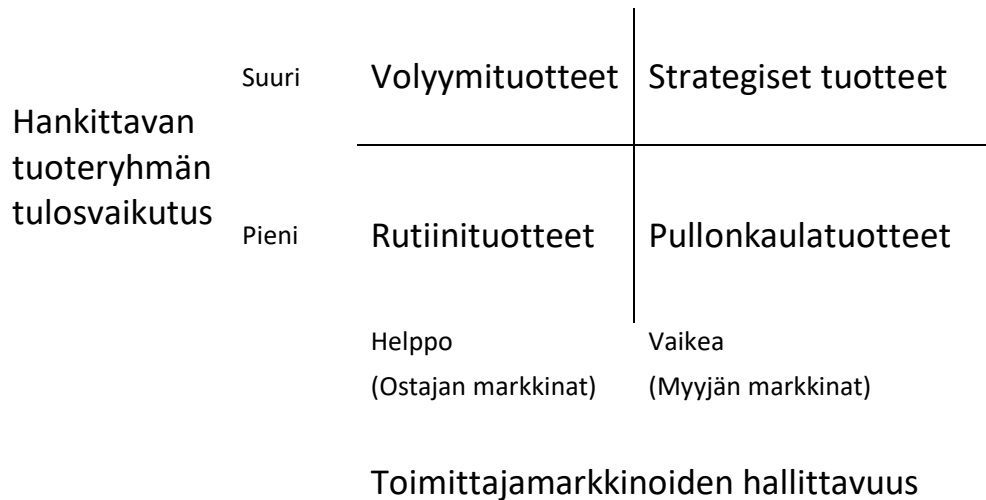 Suuri
Volyymituotteet
Strategiset tuotteet
Hankittavan
tuoteryhmän
tulosvaikutus
Pieni
Rutiinituotteet
Pullonkaulatuotteet
Helppo
Vaikea
(Ostajan markkinat)
(Myyjän markkinat)
Toimittajamarkkinoiden hallittavuus